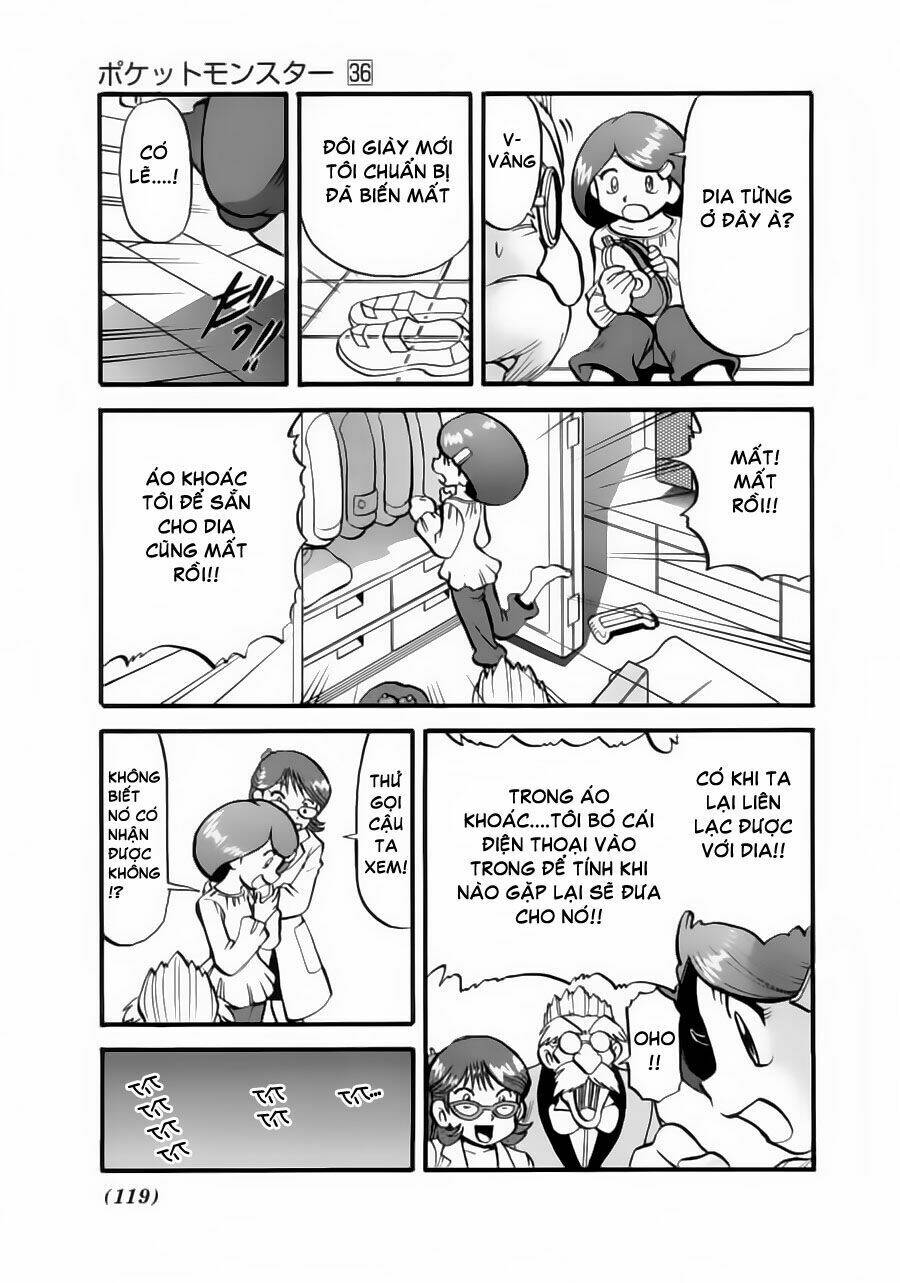 ポケットモンスター 36
DIA TỪNG
Ở ĐÂY À?
V-
VÂNG
ĐÔI GIÀY MỚI
TÔI CHUẨN BỊ
ĐÃ BIẾN MẤT
CÓ
LẼ....!
ビッ!!
MẤT!
MẤT
RỒI!!
ÁO KHOÁC
TÔI ĐỂ SẴN
CHO DIA
CŨNG MẤT
RỒI!!
CÓ KHI TA
LẠI LIÊN
LẠC ĐƯỢC
VỚI DIA!!
TRONG ÁO
KHOÁC....TÔI BỎ CÁI
ĐIỆN THOẠI VÀO
TRONG ĐỂ TÍNH KHI
NÀO GẶP LẠI SẼ ĐƯA
CHO NÓ!!
OHO
!!
THỬ
GỌI
CẬU
TA
XEM!
KHÔNG
BIẾT
NÓ CÓ
NHẬN
ĐƯỢC
KHÔNG
!?
(119)